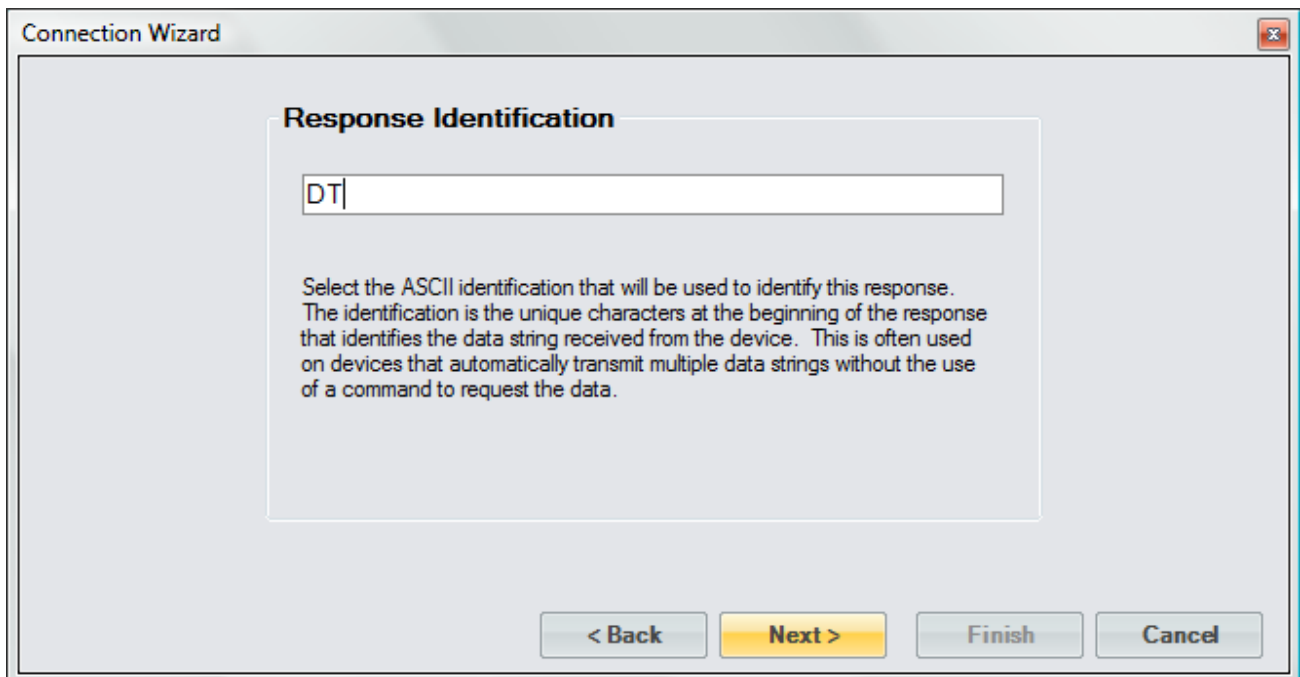 Connection Wizard
x
Response Identification
DT
Select the ASCII identification that will be used to identify this response.
The identification is the unique characters at the beginning of the response
that identifies the data string received from the device.  This is often used
on devices that automatically transmit multiple data strings without the use
of a command to request the data.
< Back
Next >
Finish
Cancel